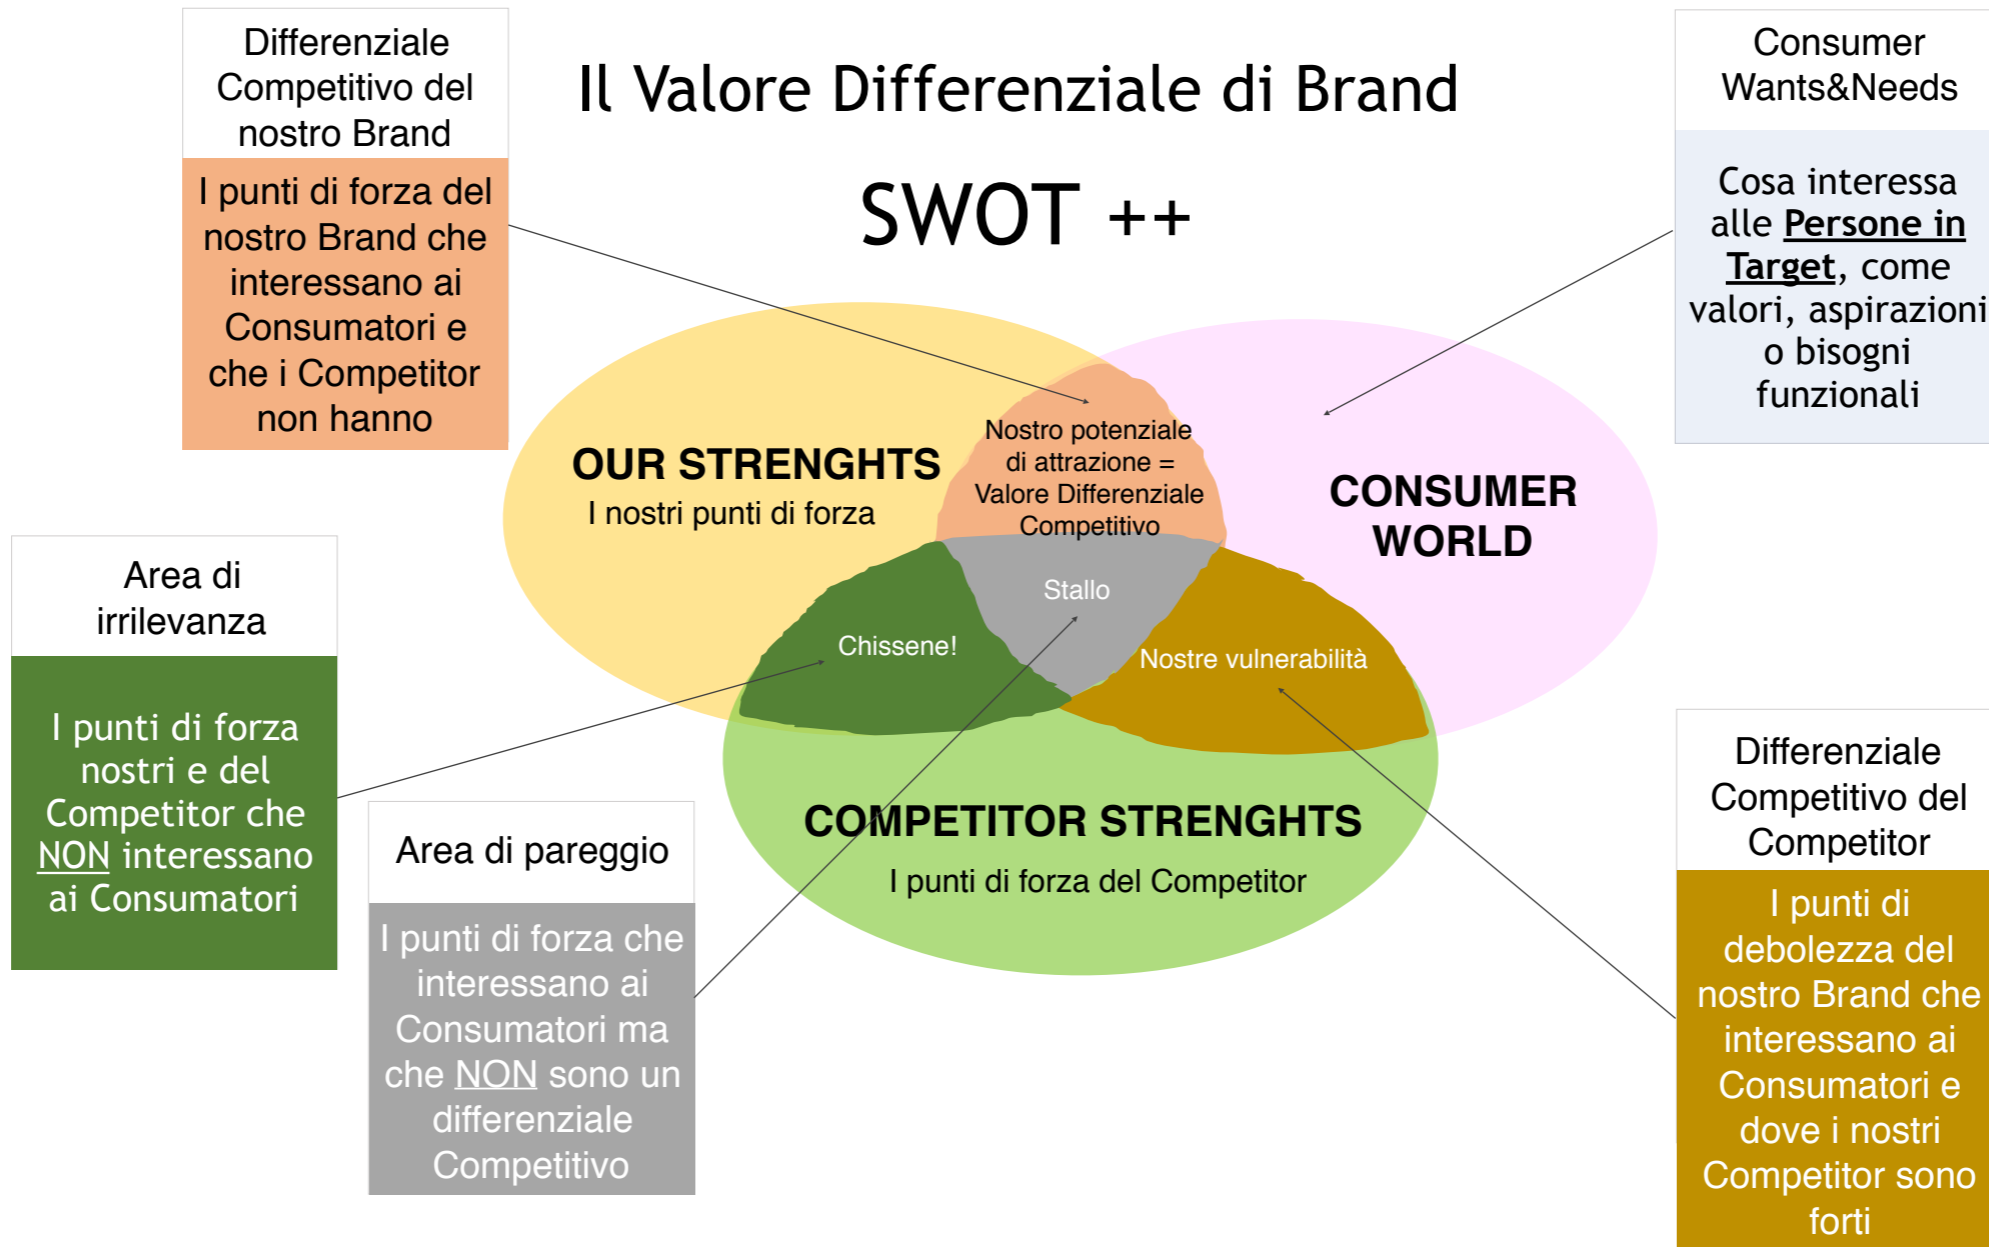 Differenziale
Competitivo del
nostro Brand
I punti di forza del
nostro Brand che
interessano ai
Consumatori e
che i Competitor
non hanno
Il Valore Differenziale di Brand
SWOT ++
Consumer
Wants&Needs
Cosa interessa
alle Persone in
Target, come
valori, aspirazioni
o bisogni
funzionali
OUR STRENGHTS
I nostri punti di forza
Nostro potenziale
di attrazione =
Valore Differenziale
Competitivo
CONSUMER
WORLD
Stallo
Chissene!
Nostre vulnerabilità
COMPETITOR STRENGHTS
I punti di forza del Competitor
Area di
irrilevanza
I punti di forza
nostri e del
Competitor che
NON interessano
ai Consumatori
Area di pareggio
I punti di forza che
interessano ai
Consumatori ma
che NON sono un
differenziale
Competitivo
Differenziale
Competitivo del
Competitor
I punti di
debolezza del
nostro Brand che
interessano ai
Consumatori e
dove i nostri
Competitor sono
forti